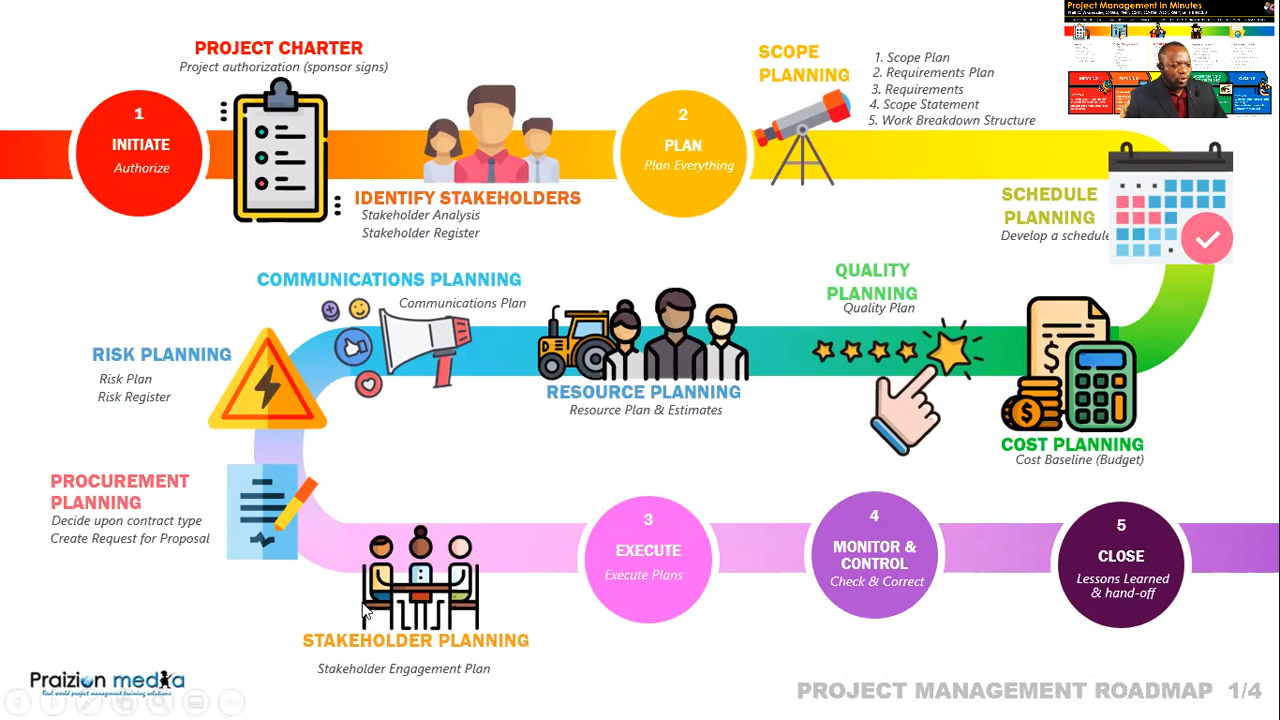 Project Management in Minutes
PROJECT CHARTER
Project authorization (sponsor signs)
1
INITIATE
Authorize
IDENTIFY STAKEHOLDERS
Stakeholder Analysis
Stakeholder Register
2
PLAN
Plan Everything
SCOPE
PLANNING
1. Scope Plan
2. Requirements Plan
3. Requirements
4. Scope Statement
5. Work Breakdown Structure
SCHEDULE
PLANNING
Develop a schedule
COMMUNICATIONS PLANNING
Communications Plan
QUALITY
PLANNING
Quality Plan
RISK PLANNING
Risk Plan
Risk Register
RESOURCE PLANNING
Resource Plan & Estimates
COST PLANNING
Cost Baseline (Budget)
PROCUREMENT
PLANNING
Decide upon contract type
Create Request for Proposal
STAKEHOLDER PLANNING
Stakeholder Engagement Plan
3
EXECUTE
Execute Plans
4
MONITOR &
CONTROL
Check & Correct
5
CLOSE
Lessons Learned
& hand-off
Praizion media
Real world project management training solutions
PROJECT MANAGEMENT ROADMAP 1/4